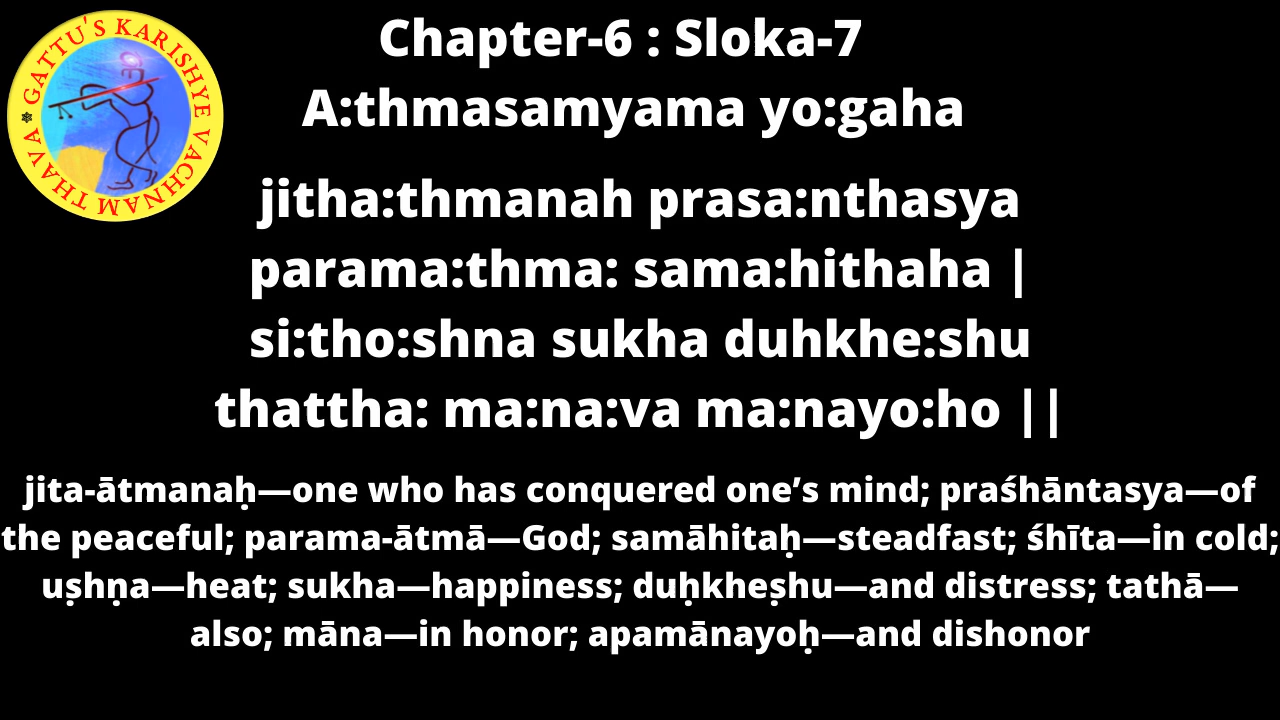 GATTU'S KARISHYE VACHNAM THAVA
Chapter-6 : Sloka-7
A:thmasamyama yo:gaha
jitha:thmanah prasa:nthasya
parama:thma: sama:hithaha |
si:tho:shna sukha duhkhe:shu
thattha: ma:na:va ma:nayo:ho ||
jita-ātmanaḥ—one who has conquered one’s mind; praśhāntasya—of
the peaceful; parama-ātmā—God; samāhitaḥ—steadfast; śhīta—in cold;
uṣhṇa—heat; sukha—happiness; duḥkheṣhu—and distress; tathā—
also; māna—in honor; apamānayoḥ—and dishonor